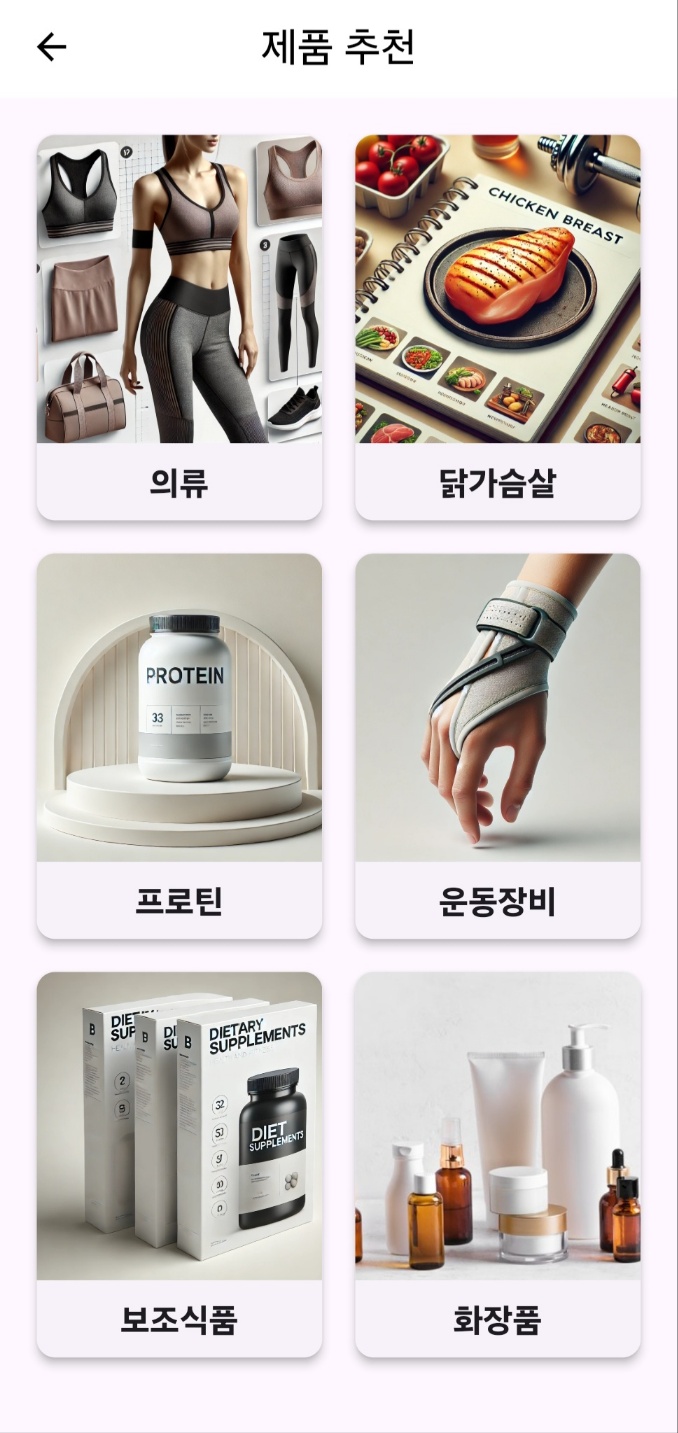 제품 추천
의류
CHICKEN BREAST
닭가슴살
PROTEIN
33
프로틴
운동장비
B
B
B
DIETARY
SUPPLEMENTS
DIET
SUPPLEMENTS
보조식품
화장품